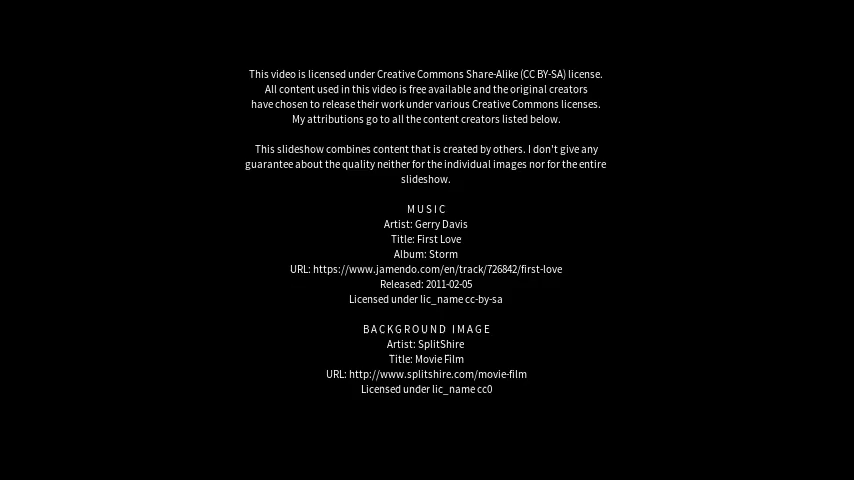 This video is licensed under Creative Commons Share-Alike (CC BY-SA) license.
All content used in this video is free available and the original creators
have chosen to release their work under various Creative Commons licenses.
My attributions go to all the content creators listed below.
This slideshow combines content that is created by others. I don't give any
guarantee about the quality neither for the individual images nor for the entire
slideshow.
MUSIC
Artist: Gerry Davis
Title: First Love
Album: Storm
URL: https://www.jamendo.com/en/track/726842/first-love
Released: 2011-02-05
Licensed under lic_name cc-by-sa
BACKGROUND IMAGE
Artist: SplitShire
Title: Movie Film
URL: http://www.splitshire.com/movie-film
Licensed under lic_name cc0